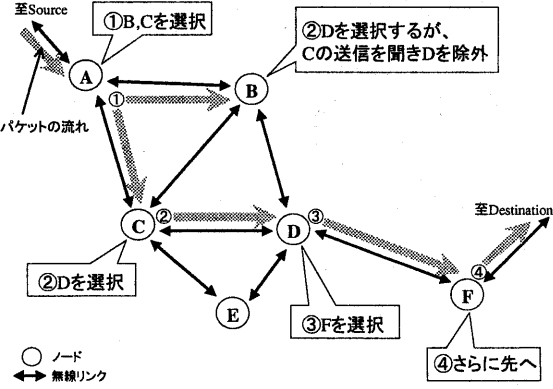 至Source
①B,Cを選択
②Dを選択するが、
Cの送信を聞きDを除外
A
B
①
パケットの流れ
C
②
D
③
至Destination
②Dを選択
E
③Fを選択
④
F
④さらに先へ
ノード
無線リンク